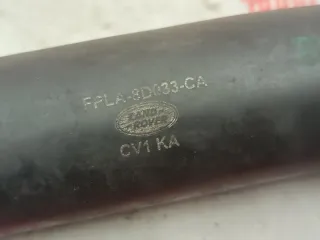 FPLA-8D033-CA
LAND
ROVER
CV1 KA